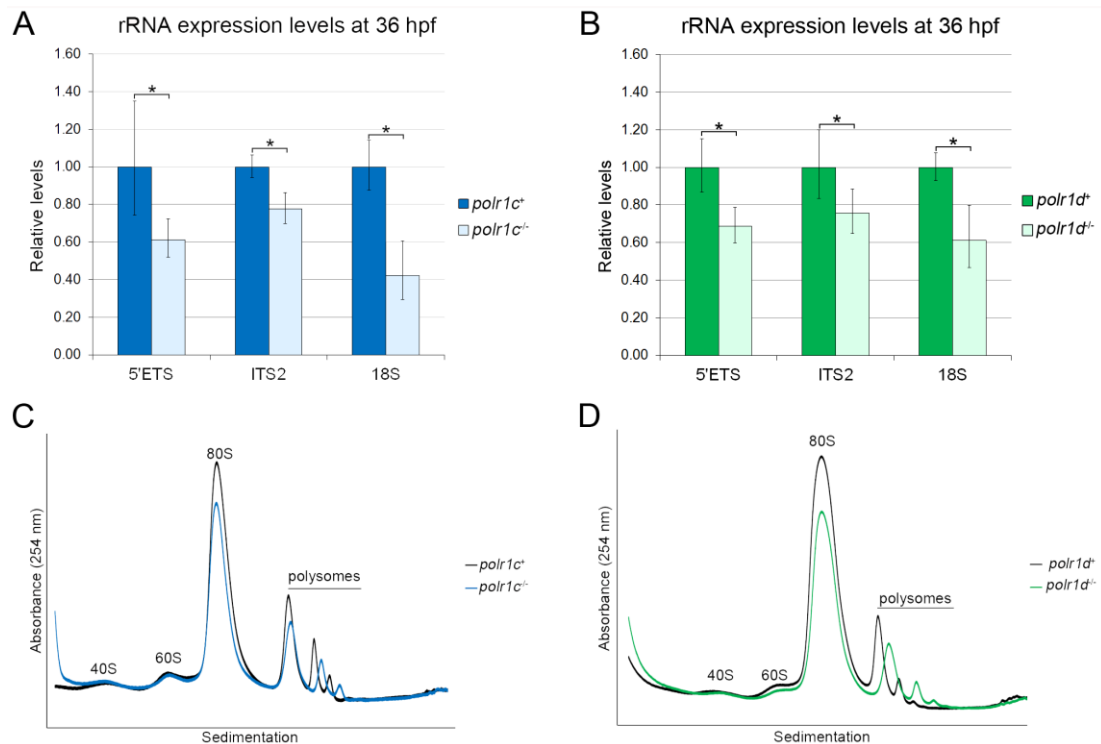 A
rRNA expression levels at 36 hpf
1.60
1.40
1.20
1.00
0.80
0.60
0.40
0.20
0.00
Relative levels
*
*
*
5'ETS
ITS2
18S
polr1c⁺
polr1c⁻/⁻
B
rRNA expression levels at 36 hpf
1.60
1.40
1.20
1.00
0.80
0.60
0.40
0.20
0.00
Relative levels
*
*
*
5'ETS
ITS2
18S
polr1d⁺
polr1d⁻/⁻
C
Absorbance (254 nm)
80S
polysomes
60S
40S
Sedimentation
polr1c⁺
polr1c⁻/⁻
D
Absorbance (254 nm)
80S
polysomes
60S
40S
Sedimentation
polr1d⁺
polr1d⁻/⁻